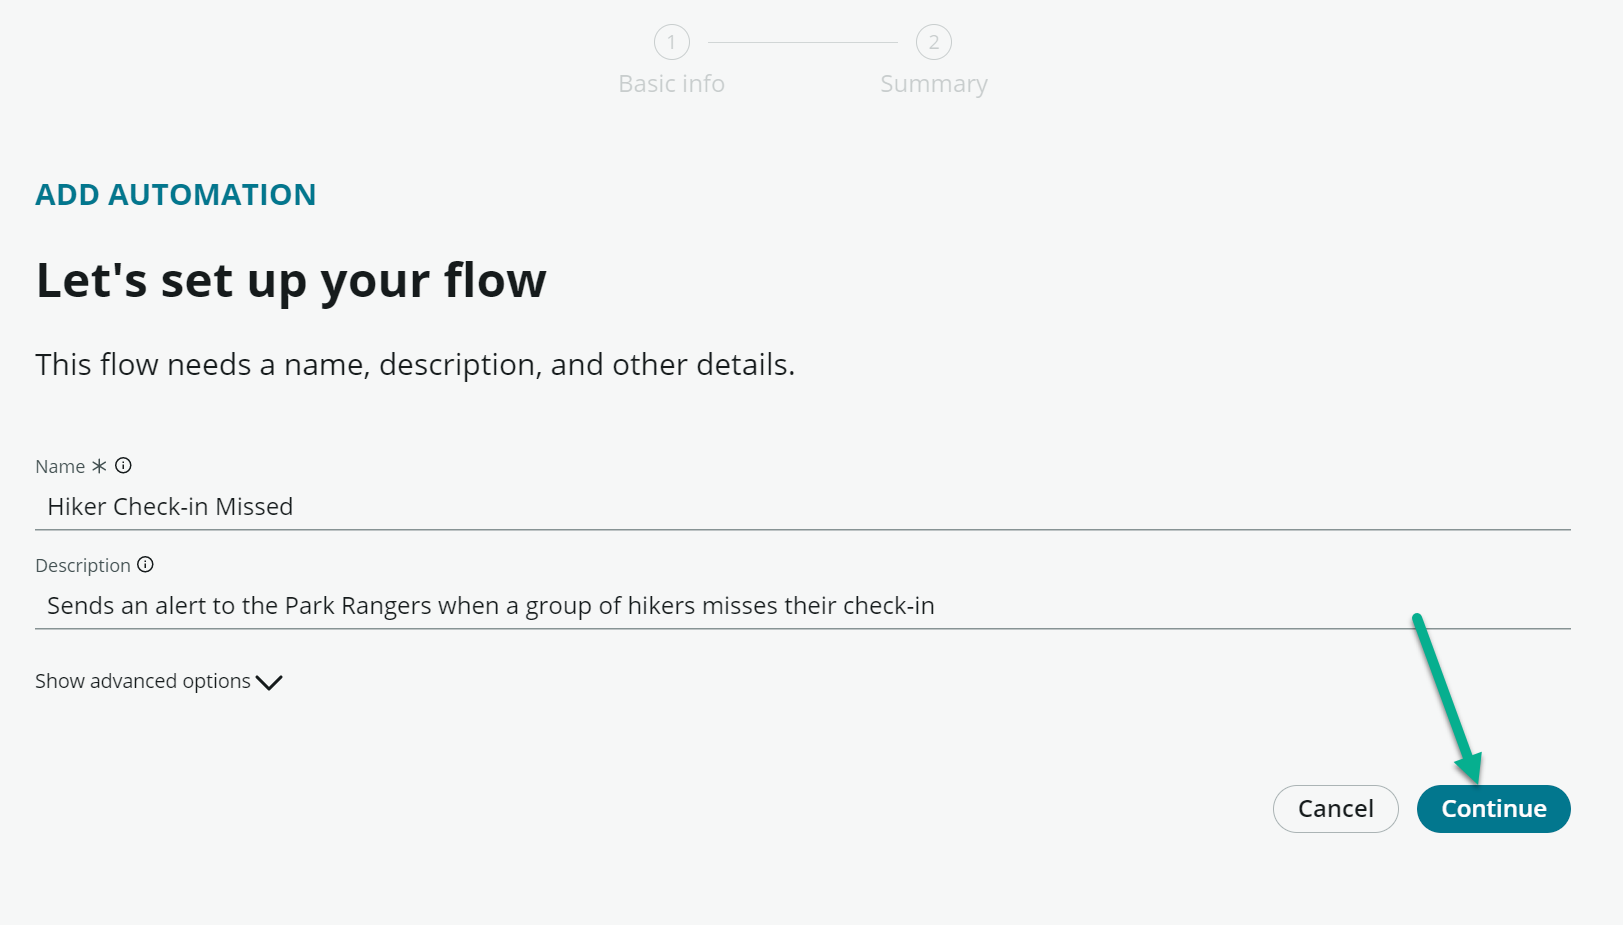 1
2
Basic info
Summary
ADD AUTOMATION
Let's set up your flow
This flow needs a name, description, and other details.
Name *
Hiker Check-in Missed
Description
Sends an alert to the Park Rangers when a group of hikers misses their check-in
Show advanced options
Cancel
Continue